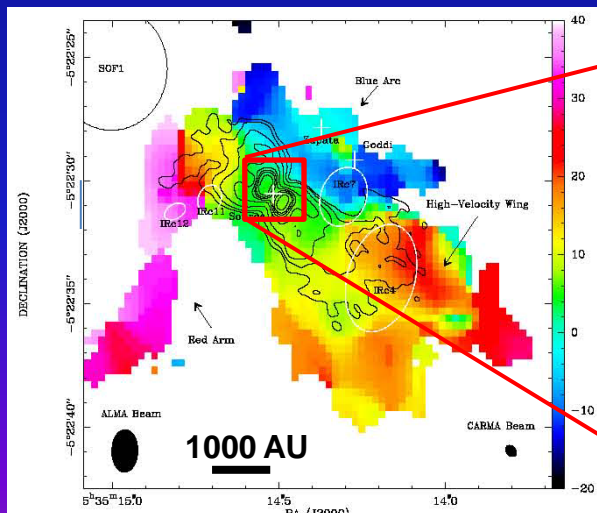 SOF1
Blue Arc
Zapata
Goddi
IRc7
IRc11
IRc12
High-Velocity Wing
IRc4
Red Arm
ALMA Beam
1000 AU
CARMA Beam
DECLINATION (J2000)
-5°22'25"
-5°22'30"
-5°22'35"
-5°22'40"
5ʰ35ᵐ15.0
14.5
14.0
RA (J2000)
40
30
20
10
0
-10
-20